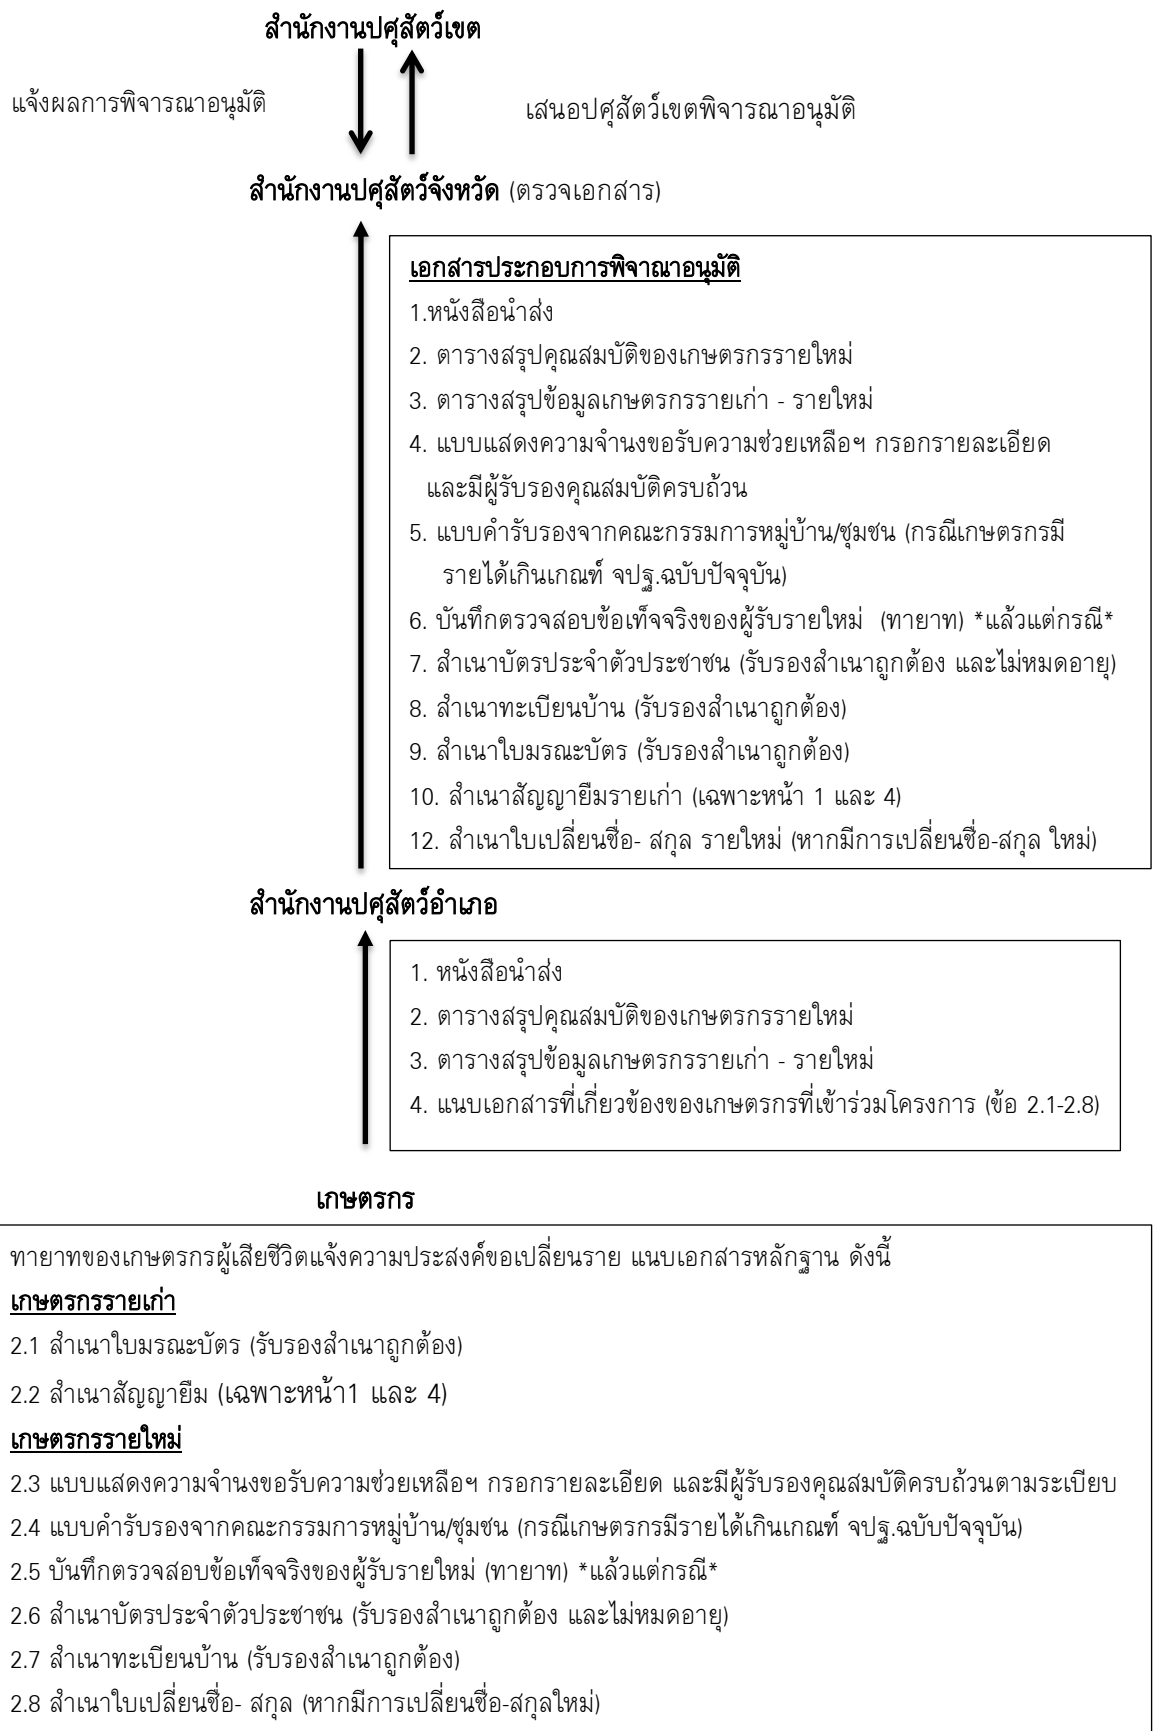 สำนักงานปศุสัตว์เขต
แจ้งผลการพิจารณาอนุมัติ
เสนอปศุสัตว์เขตพิจารณาอนุมัติ
สำนักงานปศุสัตว์จังหวัด (ตรวจเอกสาร)
เอกสารประกอบการพิจาณาอนุมัติ
1.หนังสือนำส่ง
2. ตารางสรุปคุณสมบัติของเกษตรกรรายใหม่
3. ตารางสรุปข้อมูลเกษตรกรรายเก่า - รายใหม่
4. แบบแสดงความจำนงขอรับความช่วยเหลือฯ กรอกรายละเอียด
และมีผู้รับรองคุณสมบัติครบถ้วน
5. แบบคำรับรองจากคณะกรรมการหมู่บ้าน/ชุมชน (กรณีเกษตรกรมี
รายได้เกินเกณฑ์ จปฐ.ฉบับปัจจุบัน)
6. บันทึกตรวจสอบข้อเท็จจริงของผู้รับรายใหม่ (ทายาท) *แล้วแต่กรณี*
7. สำเนาบัตรประจำตัวประชาชน (รับรองสำเนาถูกต้อง และไม่หมดอายุ)
8. สำเนาทะเบียนบ้าน (รับรองสำเนาถูกต้อง)
9. สำเนาใบมรณะบัตร (รับรองสำเนาถูกต้อง)
10. สำเนาสัญญายืมรายเก่า (เฉพาะหน้า 1 และ 4)
12. สำเนาใบเปลี่ยนชื่อ- สกุล รายใหม่ (หากมีการเปลี่ยนชื่อ-สกุล ใหม่)
สำนักงานปศุสัตว์อำเภอ
1. หนังสือนำส่ง
2. ตารางสรุปคุณสมบัติของเกษตรกรรายใหม่
3. ตารางสรุปข้อมูลเกษตรกรรายเก่า - รายใหม่
4. แนบเอกสารที่เกี่ยวข้องของเกษตรกรที่เข้าร่วมโครงการ (ข้อ 2.1-2.8)
เกษตรกร
ทายาทของเกษตรกรผู้เสียชีวิตแจ้งความประสงค์ขอเปลี่ยนราย แนบเอกสารหลักฐาน ดังนี้
เกษตรกรรายเก่า
2.1 สำเนาใบมรณะบัตร (รับรองสำเนาถูกต้อง)
2.2 สำเนาสัญญายืม (เฉพาะหน้า1 และ 4)
เกษตรกรรายใหม่
2.3 แบบแสดงความจำนงขอรับความช่วยเหลือฯ กรอกรายละเอียด และมีผู้รับรองคุณสมบัติครบถ้วนตามระเบียบ
2.4 แบบคำรับรองจากคณะกรรมการหมู่บ้าน/ชุมชน (กรณีเกษตรกรมีรายได้เกินเกณฑ์ จปฐ.ฉบับปัจจุบัน)
2.5 บันทึกตรวจสอบข้อเท็จจริงของผู้รับรายใหม่ (ทายาท) *แล้วแต่กรณี*
2.6 สำเนาบัตรประจำตัวประชาชน (รับรองสำเนาถูกต้อง และไม่หมดอายุ)
2.7 สำเนาทะเบียนบ้าน (รับรองสำเนาถูกต้อง)
2.8 สำเนาใบเปลี่ยนชื่อ- สกุล (หากมีการเปลี่ยนชื่อ-สกุลใหม่)